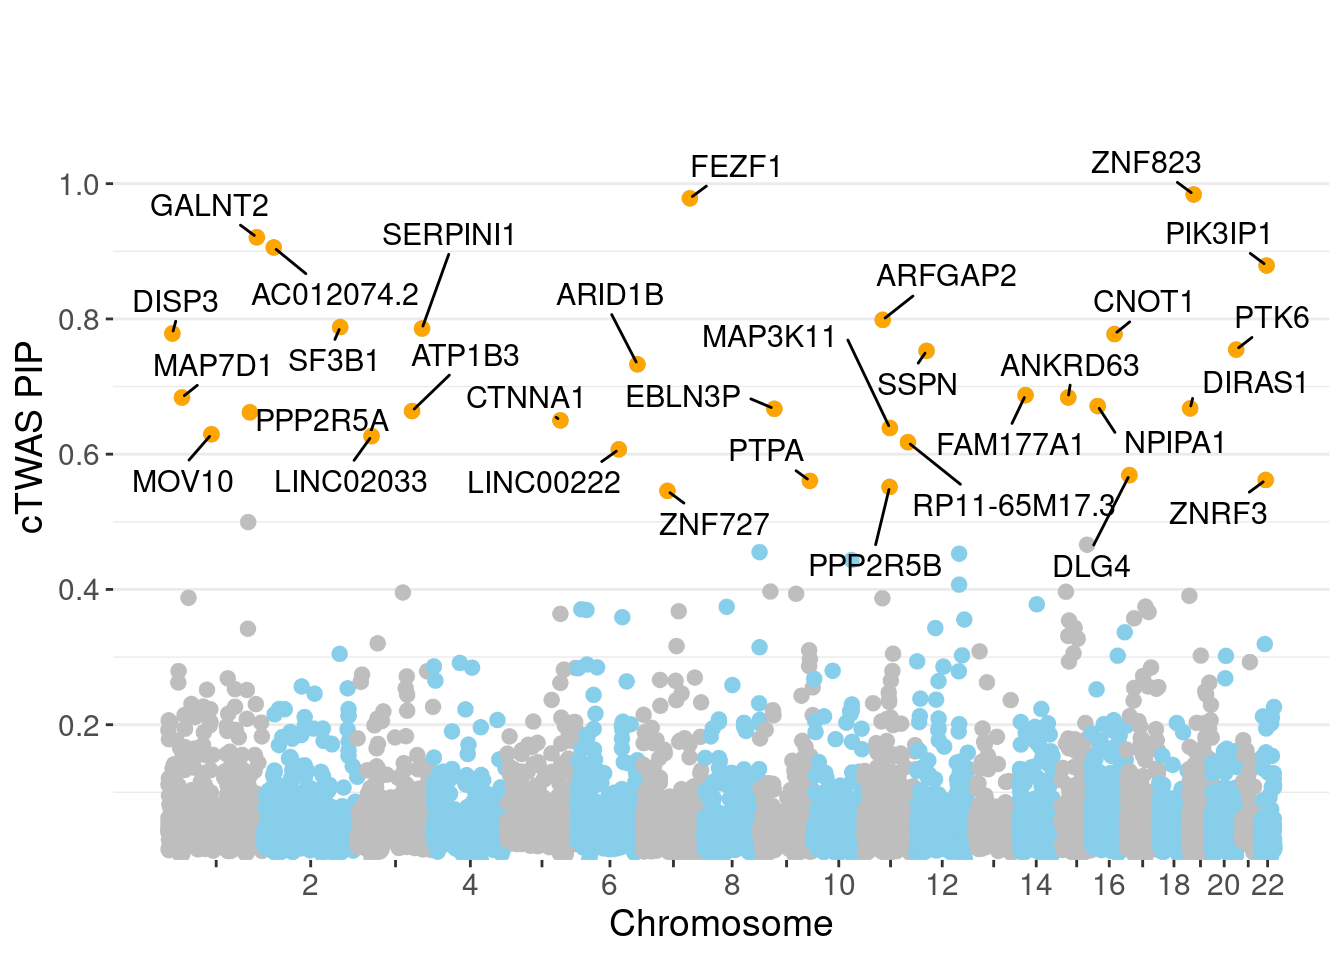 FEZF1
ZNF823
1.0
GALNT2
SERPINI1
PIK3IP1
ARFGAP2
AC012074.2
ARID1B
DISP3
CNOT1
0.8
PTK6
MAP3K11
SF3B1
ATP1B3
MAP7D1
ANKRD63
SSPN
DIRAS1
CTNNA1
EBLN3P
PPP2R5A
FAM177A1
NPIPA1
0.6
PTPA
MOV10
LINC02033
LINC00222
RP11-65M17.3
ZNRF3
ZNF727
PPP2R5B
DLG4
0.4
0.2
cTWAS PIP
2 4 6 8 10 12 14 16 18 20 22
Chromosome